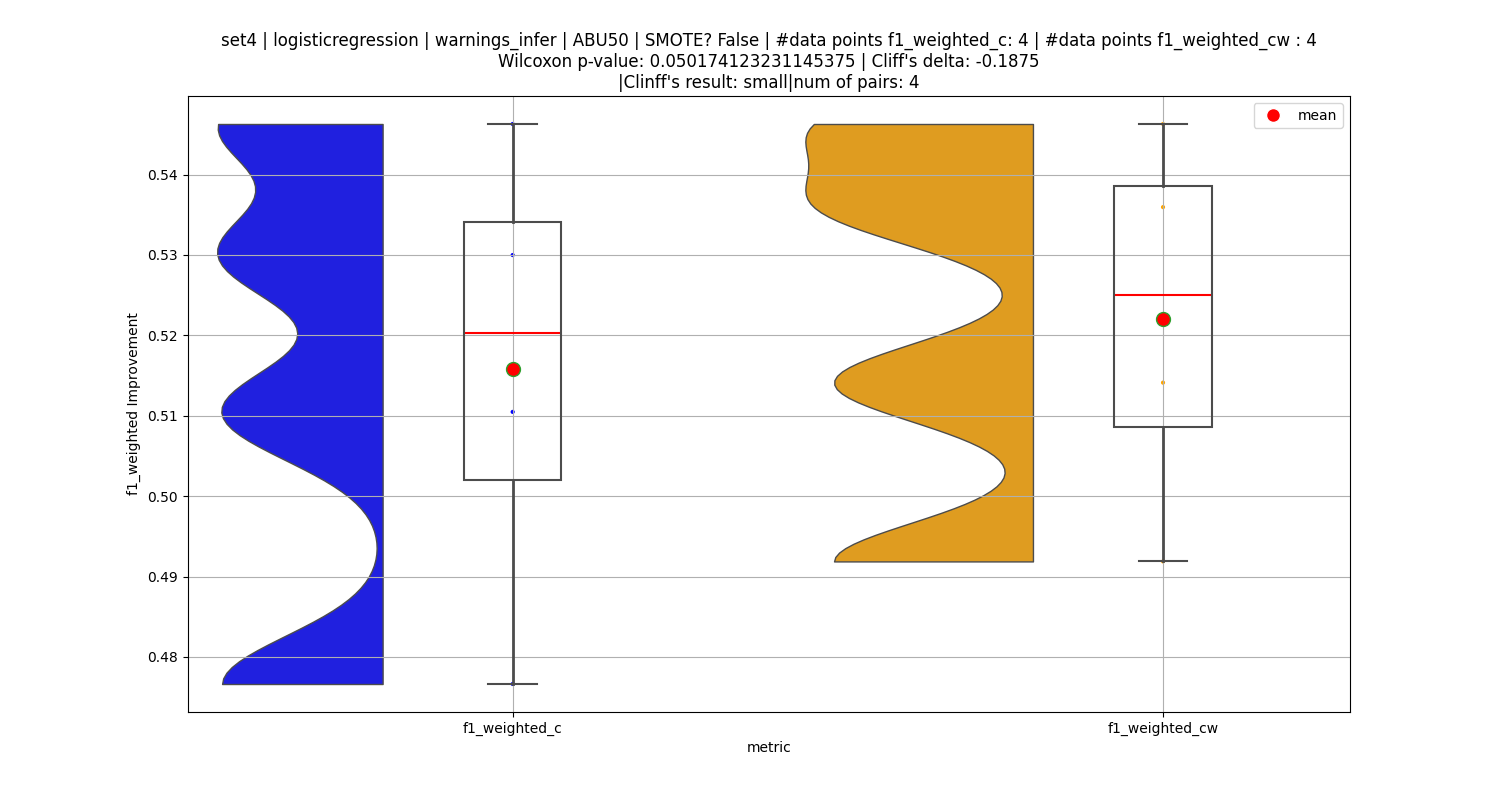 set4 | logisticregression | warnings_infer | ABU50 | SMOTE? False | #data points f1_weighted_c: 4 | #data points f1_weighted_cw : 4
Wilcoxon p-value: 0.050174123231145375 | Cliff's delta: -0.1875
|Clinff's result: small|num of pairs: 4
mean
0.54
0.53
0.52
0.51
0.50
0.49
0.48
f1_weighted Improvement
f1_weighted_c
f1_weighted_cw
metric